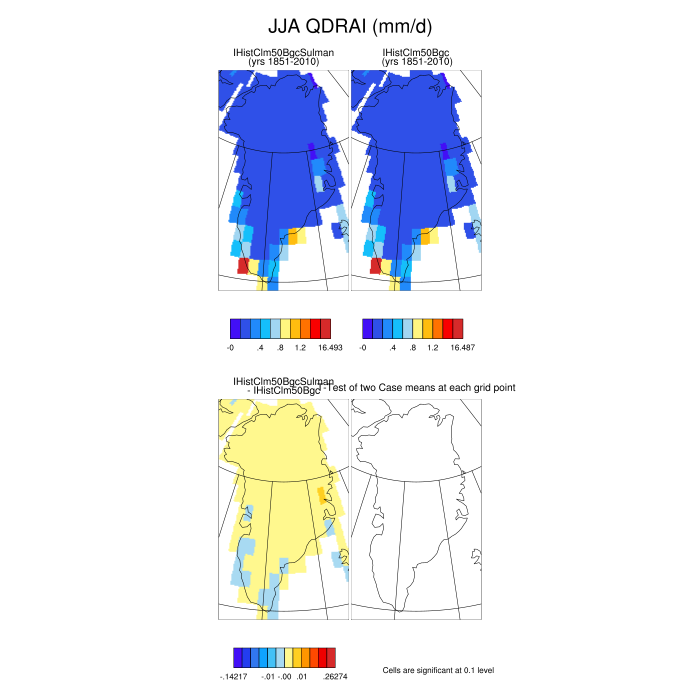 JJA QDRAI (mm/d)
IHistClm50BgcSulman
(yrs 1851-2010)
IHistClm50Bgc
(yrs 1851-2010)
-0 .4 .8 1.2 16.493
-0 .4 .8 1.2 16.487
IHistClm50BgcSulman
- IHistClm50Bgc
-Test of two Case means at each grid point
-.14217 -.01 -.00 .01 .26274
Cells are significant at 0.1 level